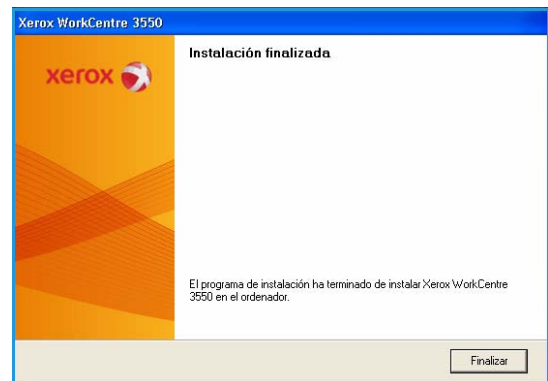 Xerox WorkCentre 3550
xerox
Instalación finalizada
El programa de instalación ha terminado de instalar Xerox WorkCentre
3550 en el ordenador.
Finalizar